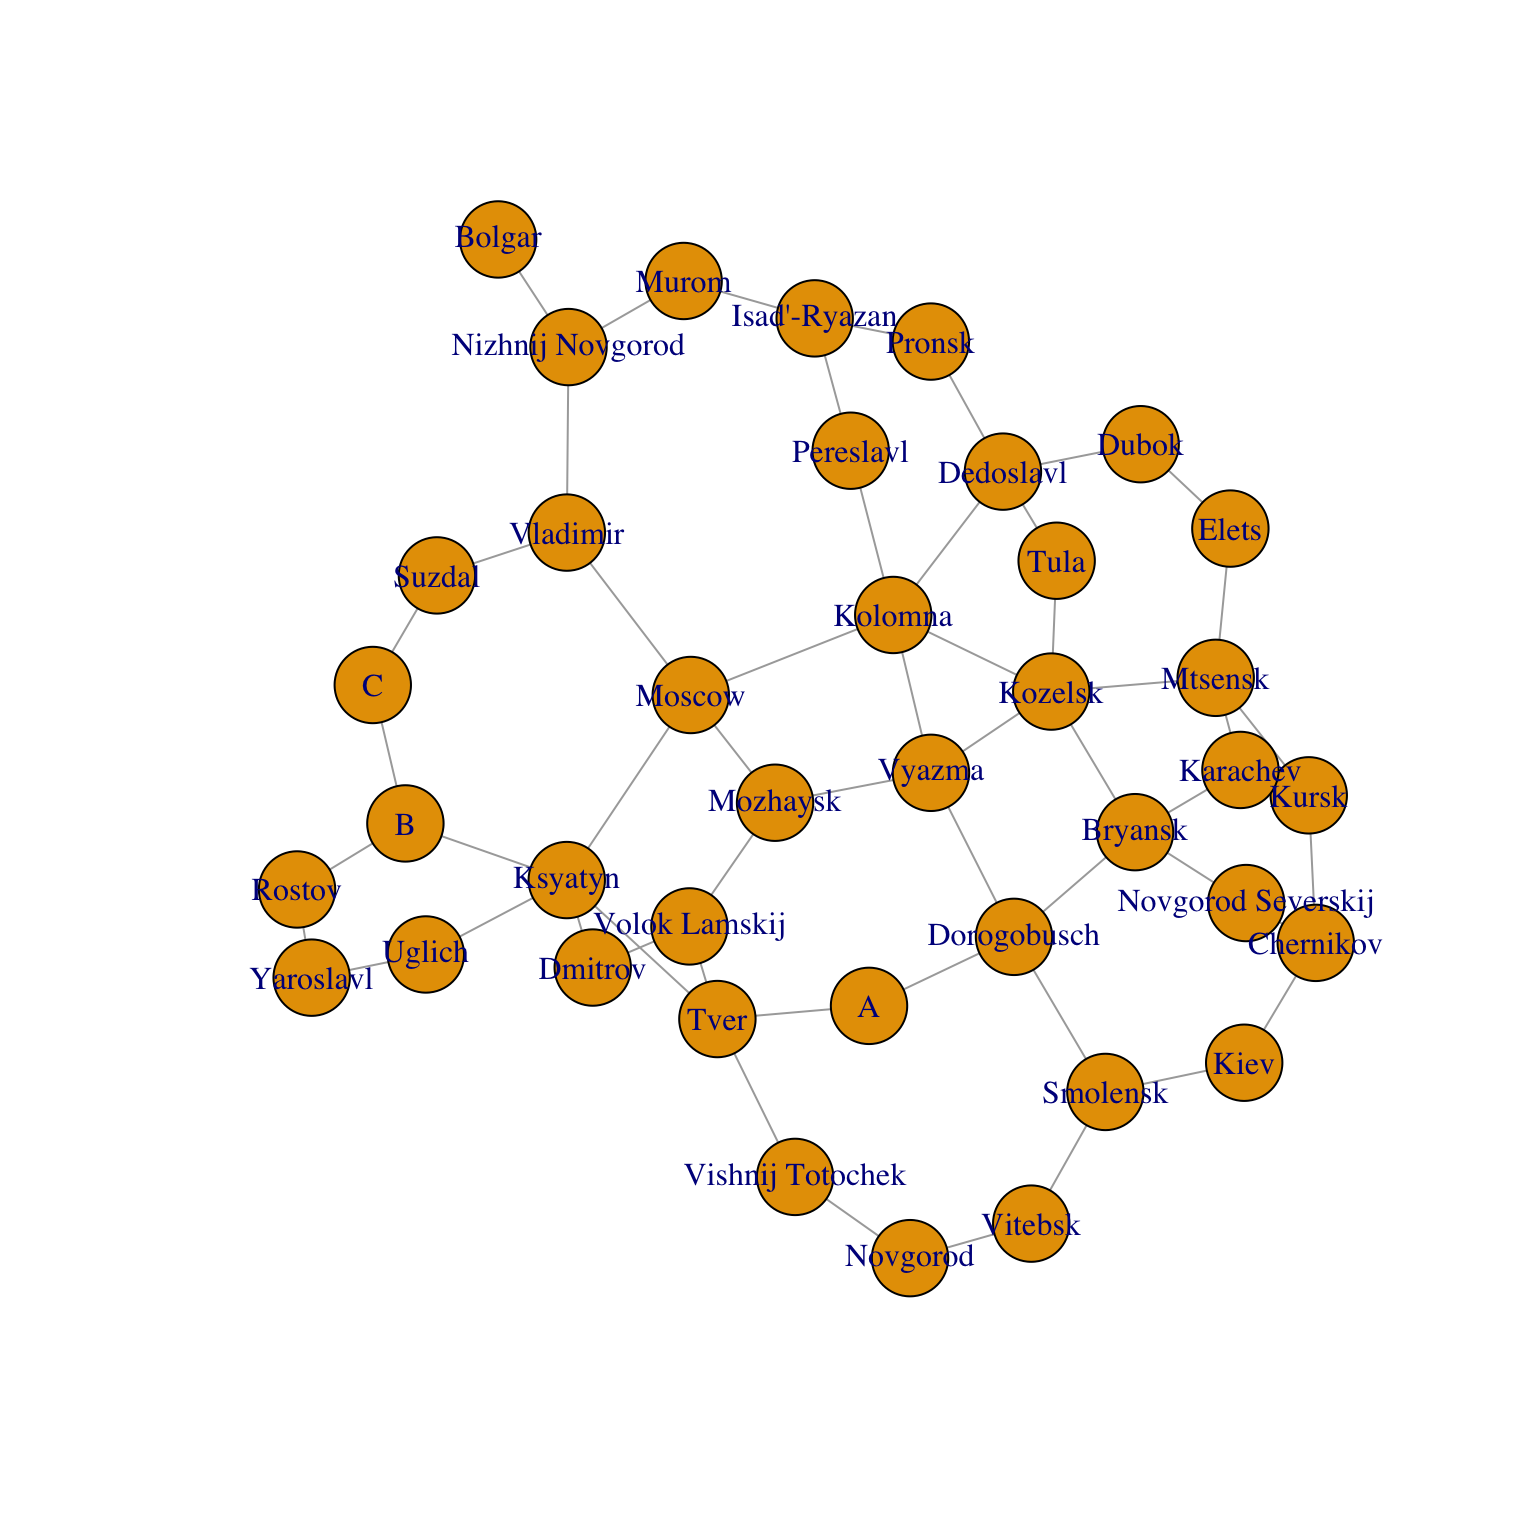 Bolgar
Murom
Isad'-Ryazan
Pronsk
Nizhnij Novgorod
Dubok
Pereslavl
Dedoslavl
Elets
Vladimir
Tula
Suzdal
Kolomna
Mtsensk
C
Moscow
Kozelsk
Vyazma
Karachev
Kursk
Mozhaysk
B
Bryansk
Ksyatyn
Rostov
Novgorod Severskij
Volok Lamskij
Dorogobusch
Chernikov
Uglich
Dmitrov
Yaroslavl
A
Tver
Kiev
Smolensk
Vishnij Totochek
Vitebsk
Novgorod